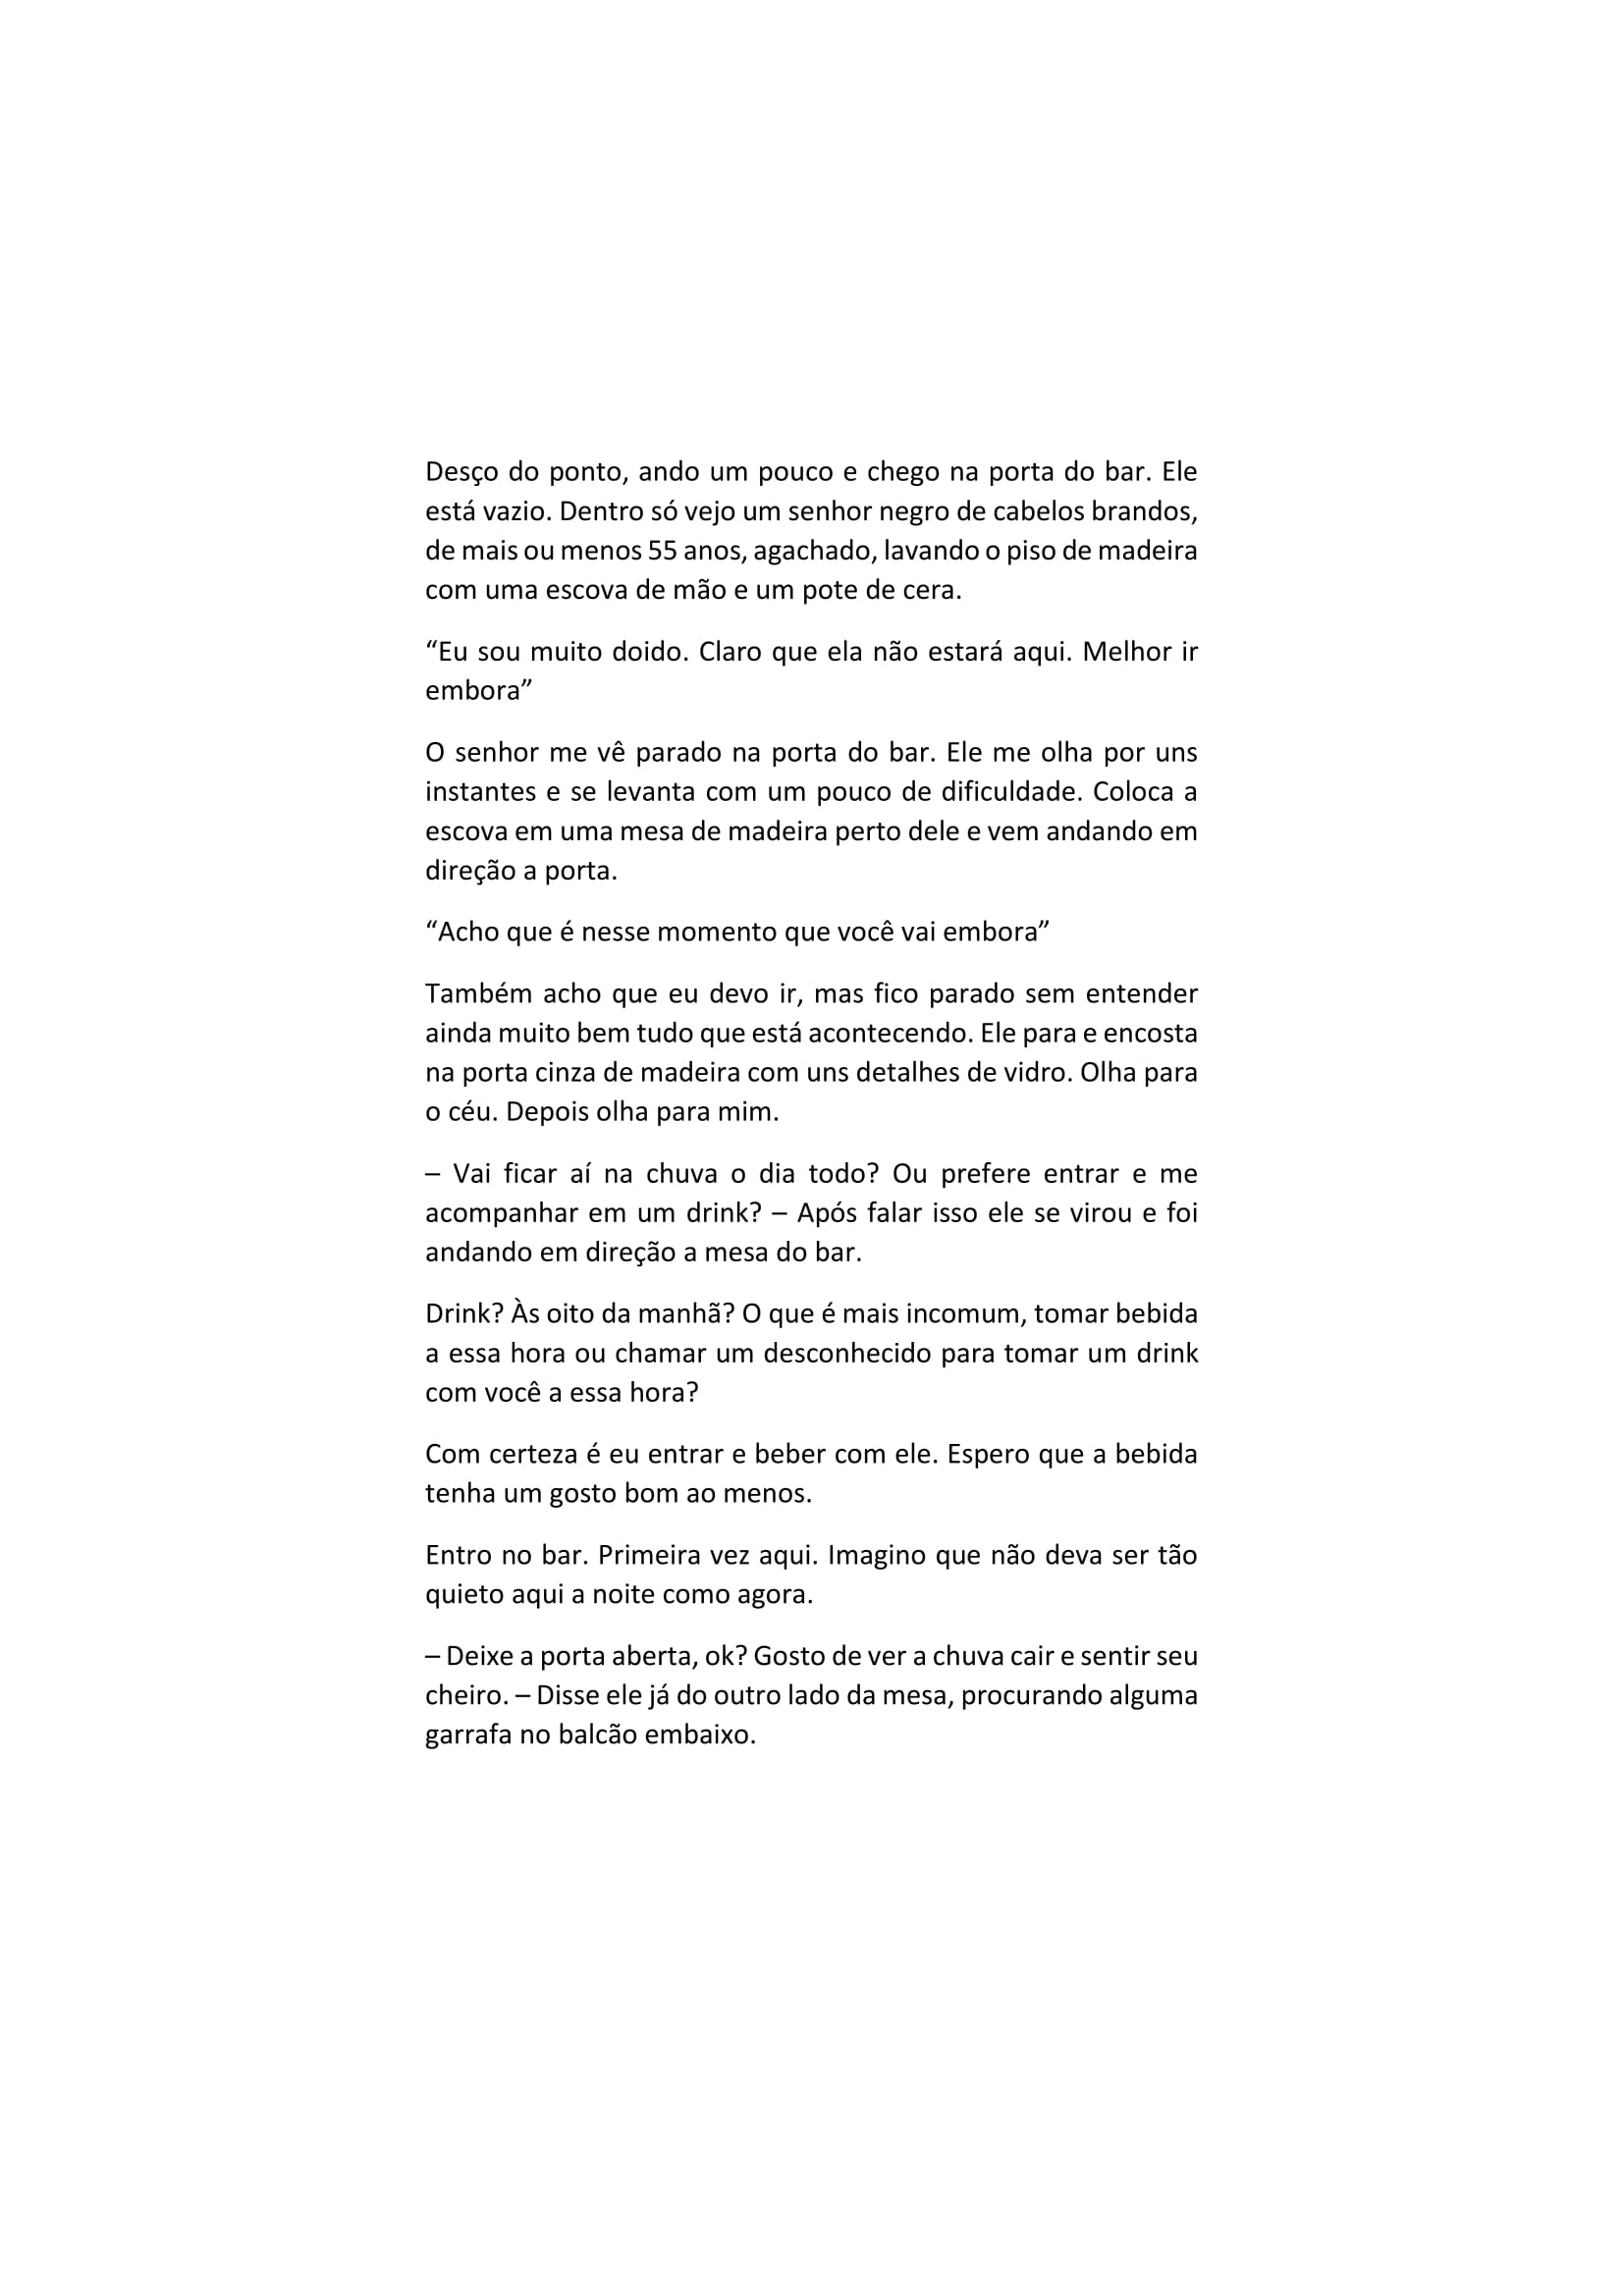 Desço do ponto, ando um pouco e chego na porta do bar. Ele
está vazio. Dentro só vejo um senhor negro de cabelos brandos,
de mais ou menos 55 anos, agachado, lavando o piso de madeira
com uma escova de mão e um pote de cera.
“Eu sou muito doido. Claro que ela não estará aqui. Melhor ir
embora”
O senhor me vê parado na porta do bar. Ele me olha por uns
instantes e se levanta com um pouco de dificuldade. Coloca a
escova em uma mesa de madeira perto dele e vem andando em
direção a porta.
“Acho que é nesse momento que você vai embora”
Também acho que eu devo ir, mas fico parado sem entender
ainda muito bem tudo que está acontecendo. Ele para e encosta
na porta cinza de madeira com uns detalhes de vidro. Olha para
o céu. Depois olha para mim.
– Vai ficar aí na chuva o dia todo? Ou prefere entrar e me
acompanhar em um drink? – Após falar isso ele se virou e foi
andando em direção a mesa do bar.
Drink? Às oito da manhã? O que é mais incomum, tomar bebida
a essa hora ou chamar um desconhecido para tomar um drink
com você a essa hora?
Com certeza é eu entrar e beber com ele. Espero que a bebida
tenha um gosto bom ao menos.
Entro no bar. Primeira vez aqui. Imagino que não deva ser tão
quieto aqui a noite como agora.
– Deixe a porta aberta, ok? Gosto de ver a chuva cair e sentir seu
cheiro. – Disse ele já do outro lado da mesa, procurando alguma
garrafa no balcão embaixo.